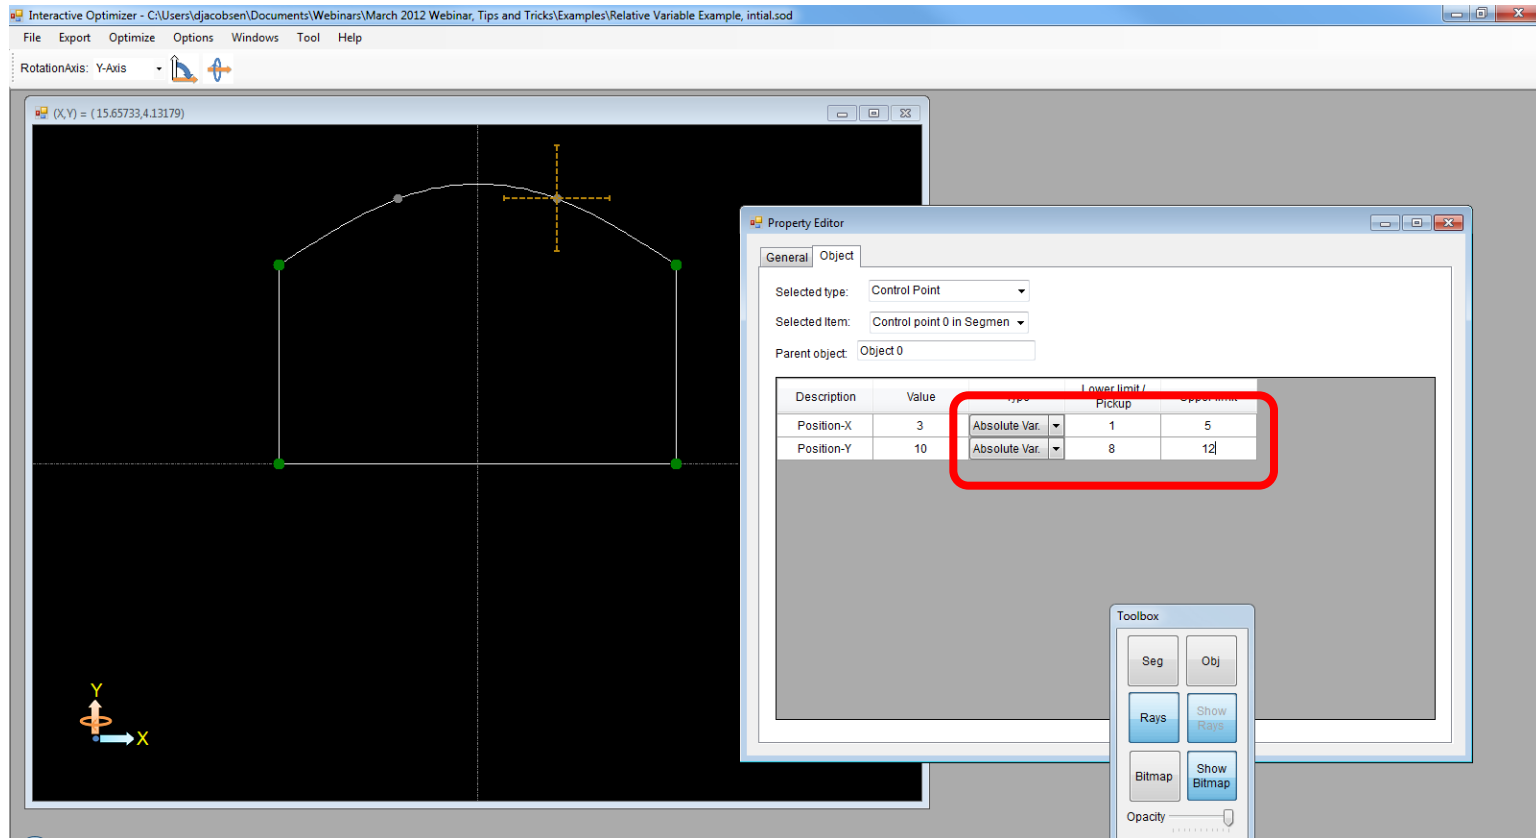 Interactive Optimizer - C:\Users\djacobsen\Documents\Webinars\March 2012 Webinar, Tips and Tricks\Examples\Relative Variable Example, intial.sod
File Export Optimize Options Windows Tool Help
RotationAxis: Y-Axis
(X,Y) = ( 15.65733,4.13179)
Y
X
Property Editor
General Object
Selected type: Control Point
Selected Item: Control point 0 in Segmen
Parent object: Object 0
Description Value Type Lower limit / Pickup Upper limit
Position-X 3 Absolute Var. 1 5
Position-Y 10 Absolute Var. 8 12
Toolbox
Seg Obj
Rays Show Rays
Bitmap Show Bitmap
Opacity